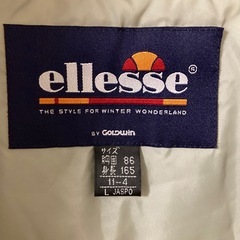 ellesse®
THE STYLE FOR WINTER WONDERLAND
BY GOLDWIN
サイズ
胸囲 86
身長 165
11-4
L JASPO